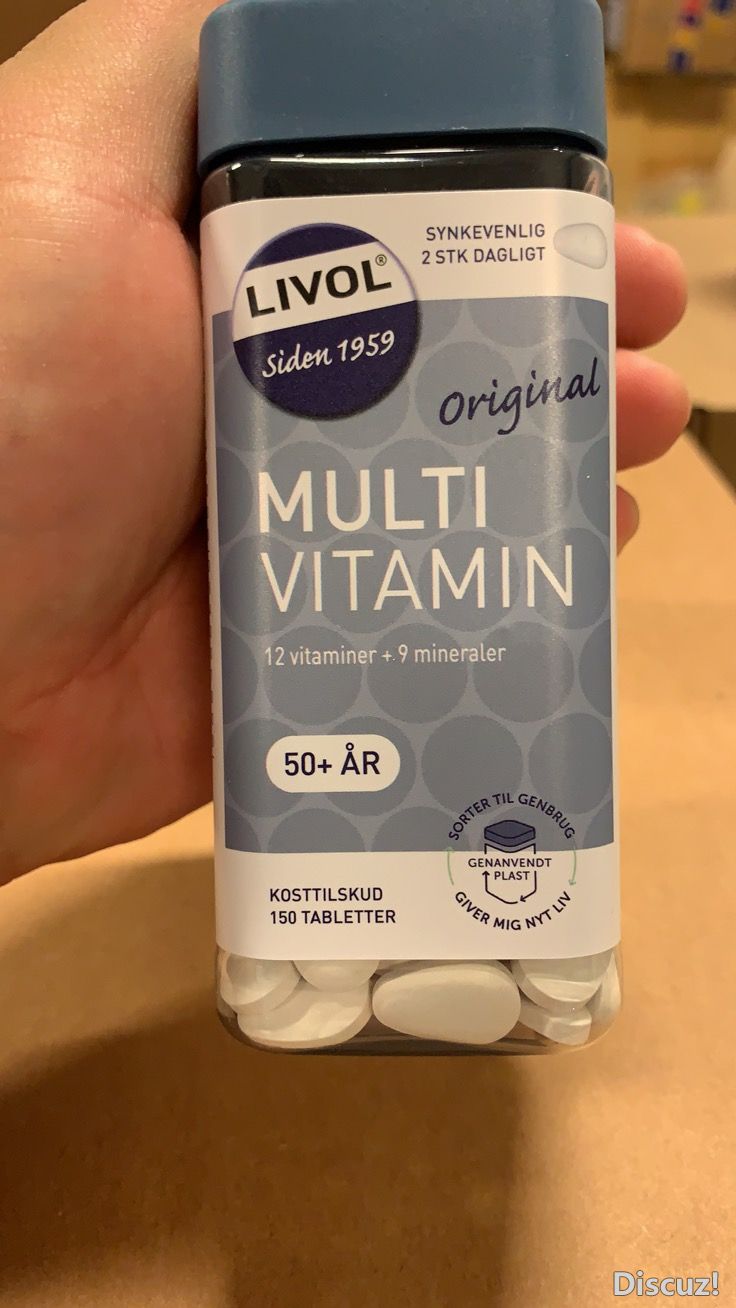 SYNKEVENLIG
2 STK DAGLIGT
LIVOL®
Siden 1959
Original
MULTI
VITAMIN
12 vitaminer + 9 mineraler
50+ ÅR
SORTER TIL GENBRUG
GENANVENDT
PLAST
GIVER MIG NYT LIV
KOSTTILSKUD
150 TABLETTER
Discuz!